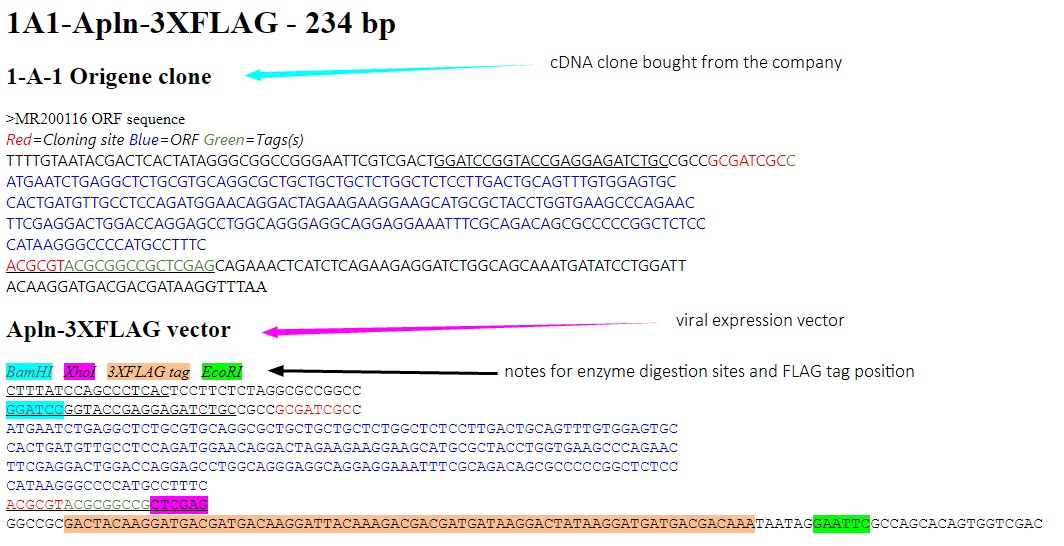 1A1-Apln-3XFLAG - 234 bp
1-A-1 Origene clone
cDNA clone bought from the company
>MR200116 ORF sequence
Red=Cloning site Blue=ORF Green=Tags(s)
TTTTGTAATACGACTCACTATAGGGCGGCCGGGAATTCGTCGACTGGATCCGGTACCGAGGAGATCTGCCGCCGCGATCGCC
ATGAATCTGAGGCTCTGCGTGCAGGCGCTGCTGCTGCTCTGGCTCTCCTTGACTGCAGTTTGTGGAGTGC
CACTGATGTTGCCTCCAGATGGAACAGGACTAGAAGAAGGAAGCATGCGCTACCTGGTGAAGCCCAGAAC
TTCGAGGACTGGACCAGGAGCCTGGCAGGGAGGCAGGAGGAAATTTCGCAGACAGCGCCCCCGGCTCTCC
CATAAGGGCCCCATGCCTTTC
ACGCGTACGCGGCCGCTCGAGCAGAAACTCATCTCAGAAGAGGATCTGGCAGCAAATGATATCCTGGATT
ACAAGGATGACGACGATAAGGTTTAA
Apln-3XFLAG vector
viral expression vector
BamHI XhoI 3XFLAG tag EcoRI
notes for enzyme digestion sites and FLAG tag position
CTTTATCCAGCCCTCACTCCTTCTCTAGGCGCCGGCC
GGATCCGGTACCGAGGAGATCTGCCGCCGCGATCGCC
ATGAATCTGAGGCTCTGCGTGCAGGCGCTGCTGCTGCTCTGGCTCTCCTTGACTGCAGTTTGTGGAGTGC
CACTGATGTTGCCTCCAGATGGAACAGGACTAGAAGAAGGAAGCATGCGCTACCTGGTGAAGCCCAGAAC
TTCGAGGACTGGACCAGGAGCCTGGCAGGGAGGCAGGAGGAAATTTCGCAGACAGCGCCCCCGGCTCTCC
CATAAGGGCCCCATGCCTTTC
ACGCGTACGCGGCCGCTCGAG
GGCCGCGACTACAAGGATGACGATGACAAGGATTACAAAGACGACGATGATAAGGACTATAAGGATGATGACGACAAATAATAGGAATTCGCCAGCACAGTGGTCGAC